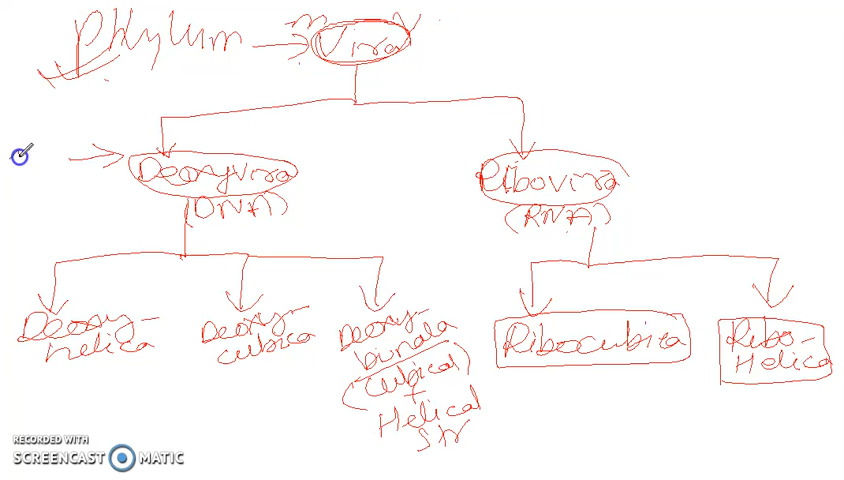 Phylum → Vira
Deoxyvira
(DNA)
Ribovira
(RNA)
Deoxy-
helica
Deoxy-
cubica
Deoxy-
binala
(Cubical)
+
Helical
Str
Ribocubica
Ribo-
Helica
RECORDED WITH
SCREENCAST MATIC